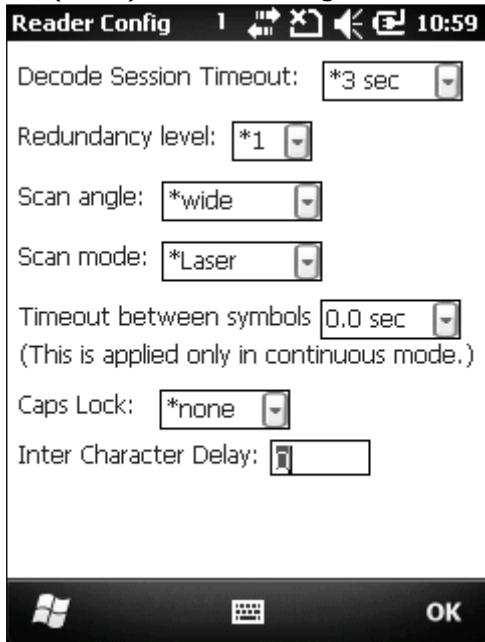 Reader Config 1 10:59
Decode Session Timeout: *3 sec
Redundancy level: *1
Scan angle: *wide
Scan mode: *Laser
Timeout between symbols 0.0 sec
(This is applied only in continuous mode.)
Caps Lock: *none
Inter Character Delay:
OK